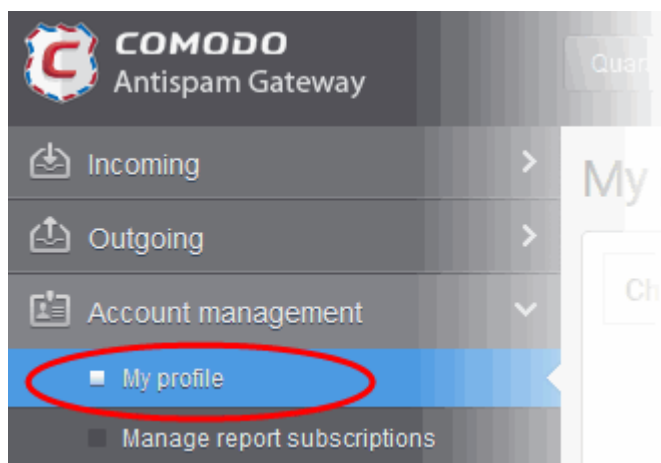 COMODO
Antispam Gateway
Incoming
Outgoing
Account management
My profile
Manage report subscriptions
My